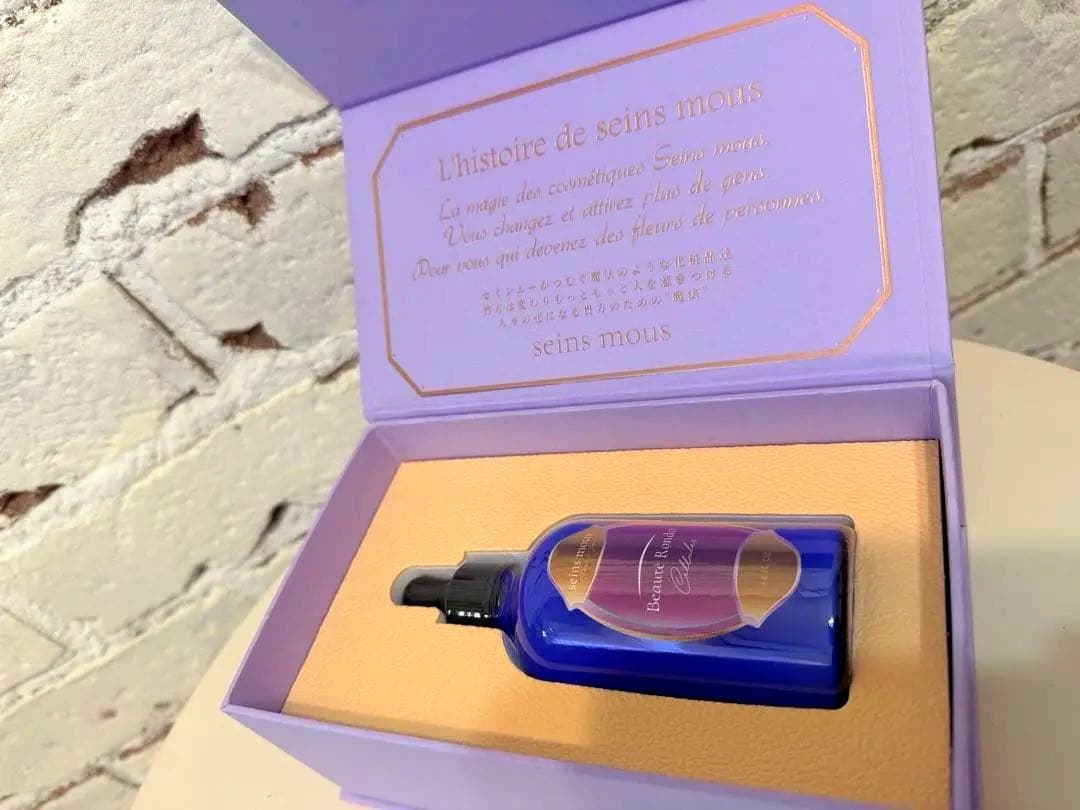 L'histoire de seins mous
La magie des cosmétiques Seins mous.
Vous changez et attirez plus de gens.
Pour vous qui devenez des fleurs de personnes.
セインムーがつむぐ魔法のような化粧品達
貴方は変わりもっともっと人を惹きつける
人々の花になる貴方のための"魔法"
seins mous
seins mous
Beauté Rondo
Cellules